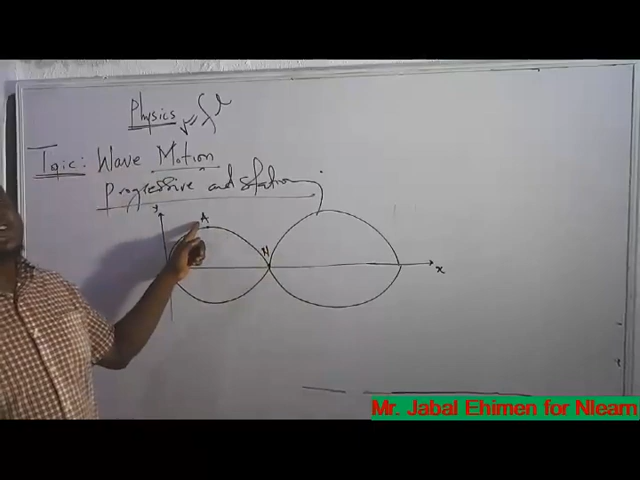 Physics
Topic: Wave Motion
Progressive and Stationary
y
A
N
x
Mr. Jabal Ehimen for Nlearn